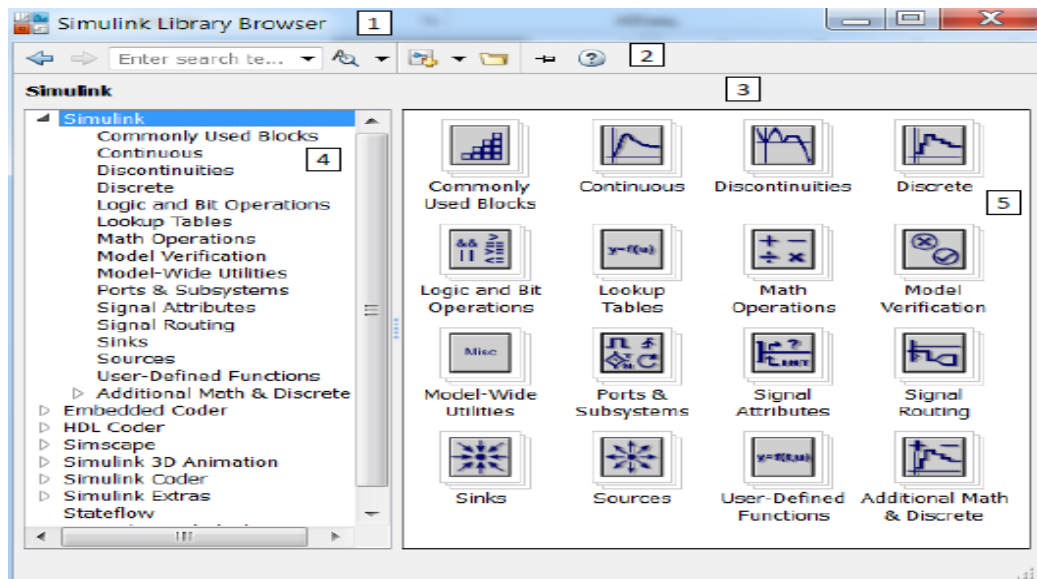 Simulink Library Browser 1
Enter search te... 2
Simulink 3
Simulink
Commonly Used Blocks
Continuous 4
Discontinuities
Discrete
Logic and Bit Operations
Lookup Tables
Math Operations
Model Verification
Model-Wide Utilities
Ports & Subsystems
Signal Attributes
Signal Routing
Sinks
Sources
User-Defined Functions
Additional Math & Discrete
Embedded Coder
HDL Coder
Simscape
Simulink 3D Animation
Simulink Coder
Simulink Extras
Stateflow
Commonly
Used Blocks
Continuous
Discontinuities
Discrete
5
&& || >= <=
Logic and Bit
Operations
y=f(u)
Lookup
Tables
+ − ÷ ×
Math
Operations
Model
Verification
Misc
Model-Wide
Utilities
Ports &
Subsystems
?
Signal
Attributes
Signal
Routing
Sinks
Sources
User-Defined
Functions
Additional Math
& Discrete